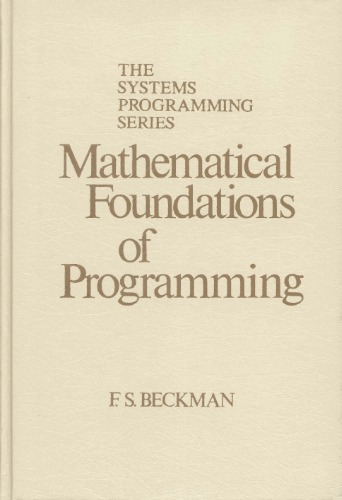 THE
SYSTEMS
PROGRAMMING
SERIES
Mathematical
Foundations
of
Programming
F. S. BECKMAN